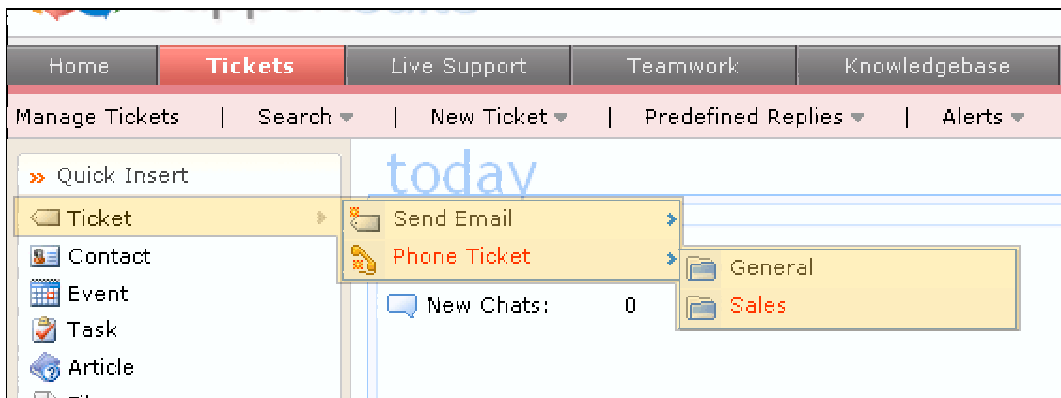 Home Tickets Live Support Teamwork Knowledgebase
Manage Tickets | Search | New Ticket | Predefined Replies | Alerts
today
Quick Insert
Ticket
Send Email
Contact
Phone Ticket
General
Event
New Chats: 0
Sales
Task
Article